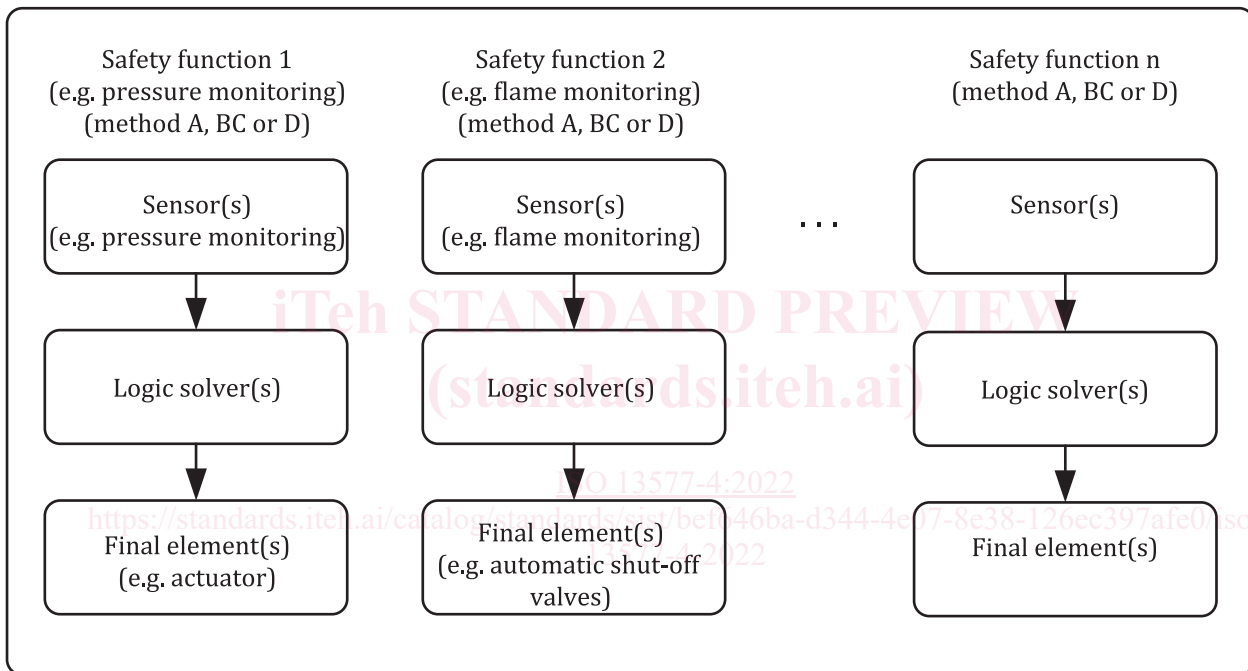 Safety function 1
(e.g. pressure monitoring)
(method A, BC or D)
Sensor(s)
(e.g. pressure monitoring)
Logic solver(s)
Final element(s)
(e.g. actuator)
Safety function 2
(e.g. flame monitoring)
(method A, BC or D)
Sensor(s)
(e.g. flame monitoring)
Logic solver(s)
Final element(s)
(e.g. automatic shut-off
valves)
...
Safety function n
(method A, BC or D)
Sensor(s)
Logic solver(s)
Final element(s)
iTeh STANDARD PREVIEW
(standards.iteh.ai)
ISO 13577-4:2022
https://standards.iteh.ai/catalog/standards/sist/bef646ba-d344-4e07-8e38-126ec397afe0/iso-
13577-4-2022